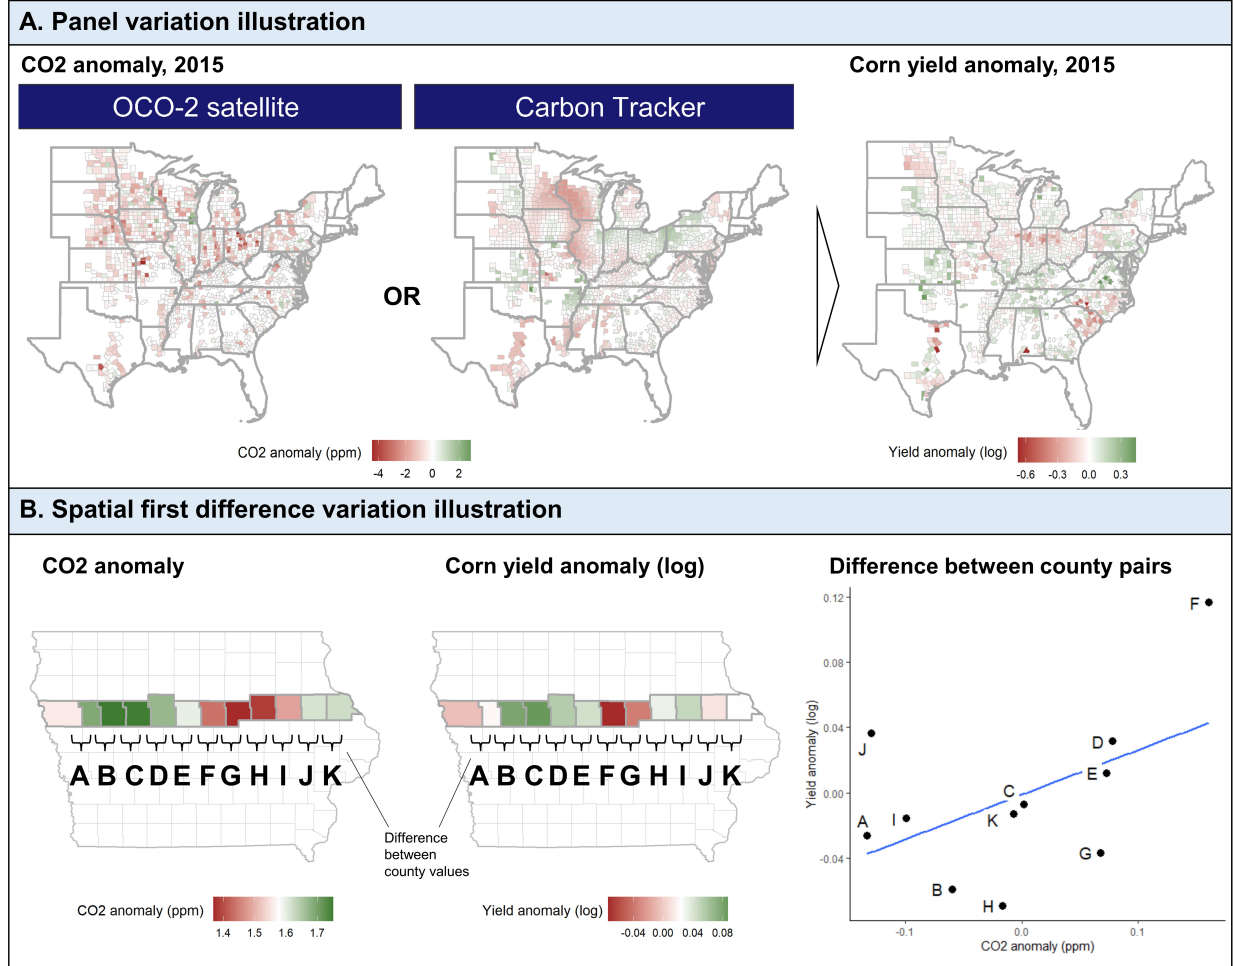 A. Panel variation illustration
CO2 anomaly, 2015
Corn yield anomaly, 2015
OCO-2 satellite
Carbon Tracker
OR
CO2 anomaly (ppm)
-4 -2 0 2
Yield anomaly (log)
-0.6 -0.3 0.0 0.3
B. Spatial first difference variation illustration
CO2 anomaly
Corn yield anomaly (log)
Difference between county pairs
A B C D E F G H I J K
A B C D E F G H I J K
Difference
between
county values
CO2 anomaly (ppm)
1.4 1.5 1.6 1.7
Yield anomaly (log)
-0.04 0.00 0.04 0.08
Yield anomaly (log)
0.12
0.08
0.04
0.00
-0.04
F
J
D
E
C
A
I
K
G
B
H
-0.1 0.0 0.1
CO2 anomaly (ppm)